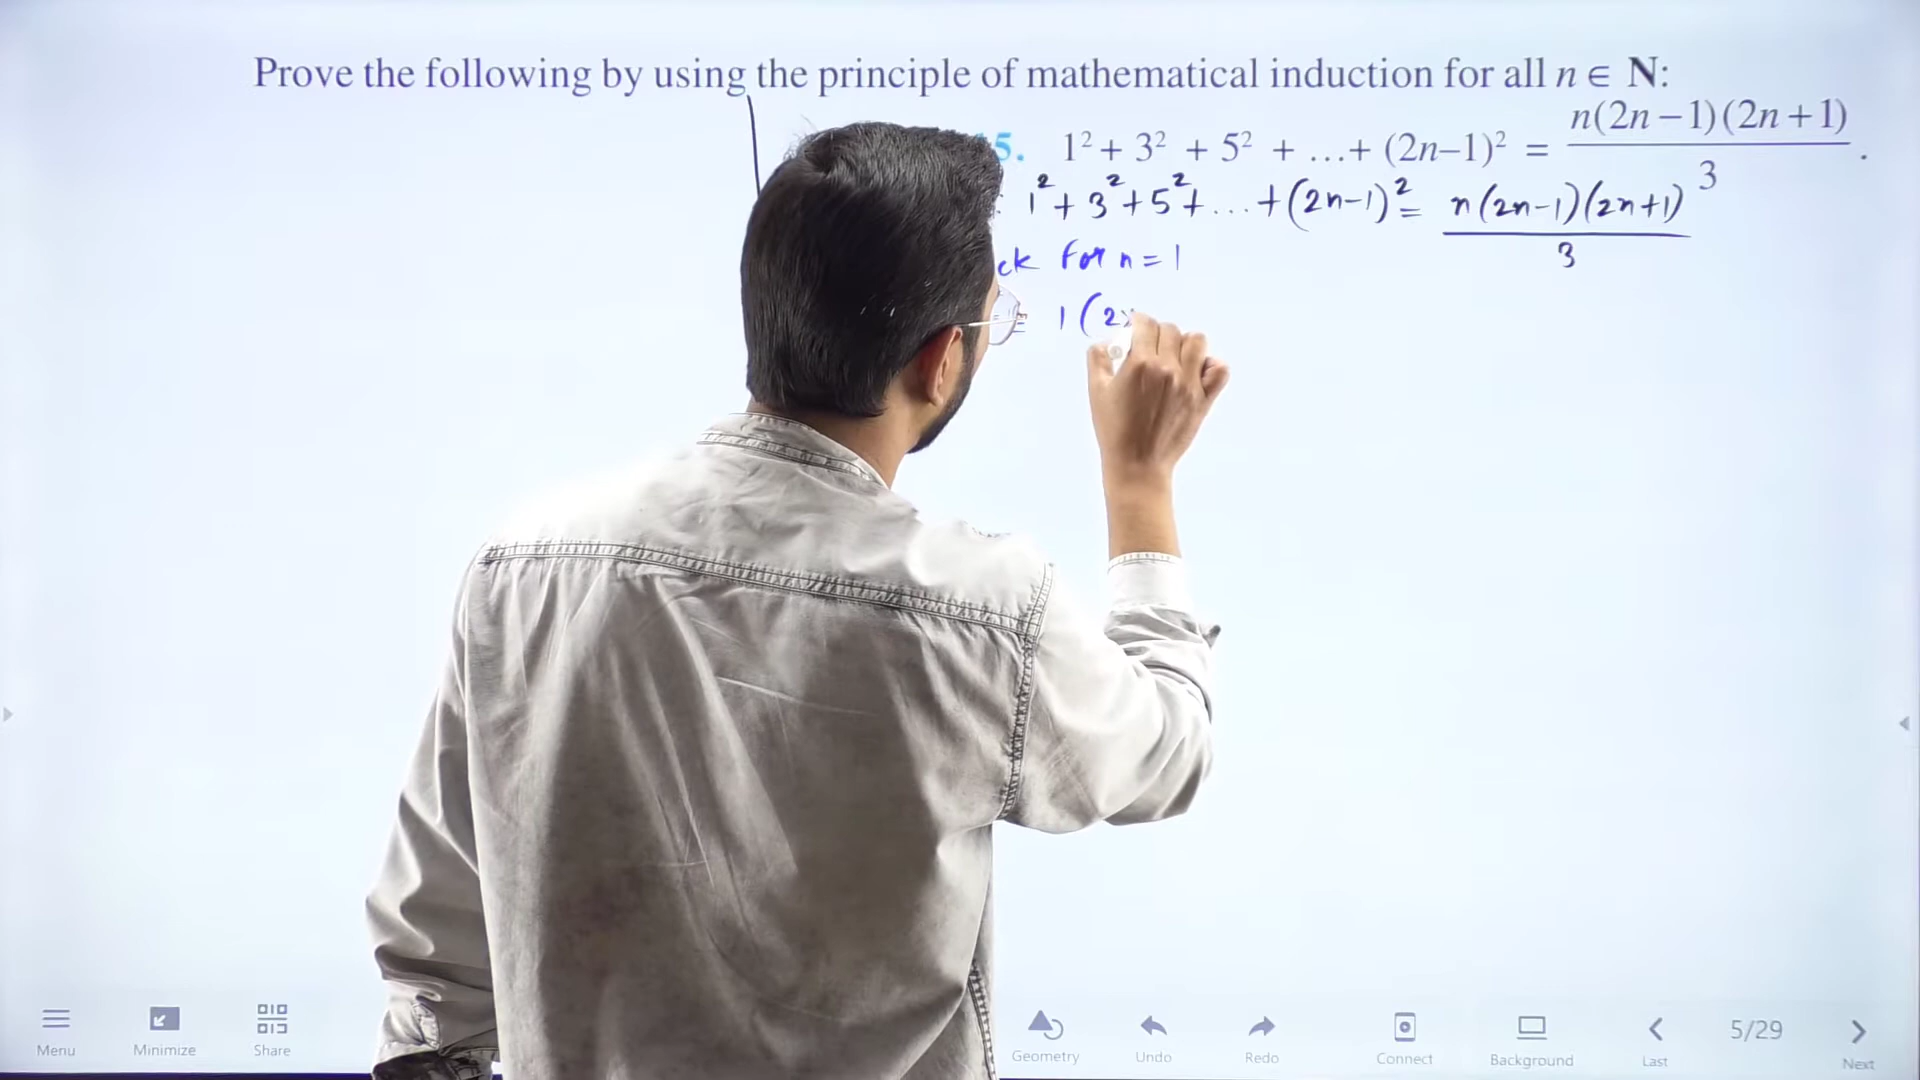 Prove the following by using the principle of mathematical induction for all n ∈ N:
5. 1² + 3² + 5² + ...+ (2n–1)² = n(2n–1)(2n+1)/3 .
1² + 3² + 5² + ... + (2n-1)² = n(2n-1)(2n+1)/3
for n = 1
= 1(2
Menu
Minimize
Share
Geometry
Undo
Redo
Connect
Background
Last
5/29
Next